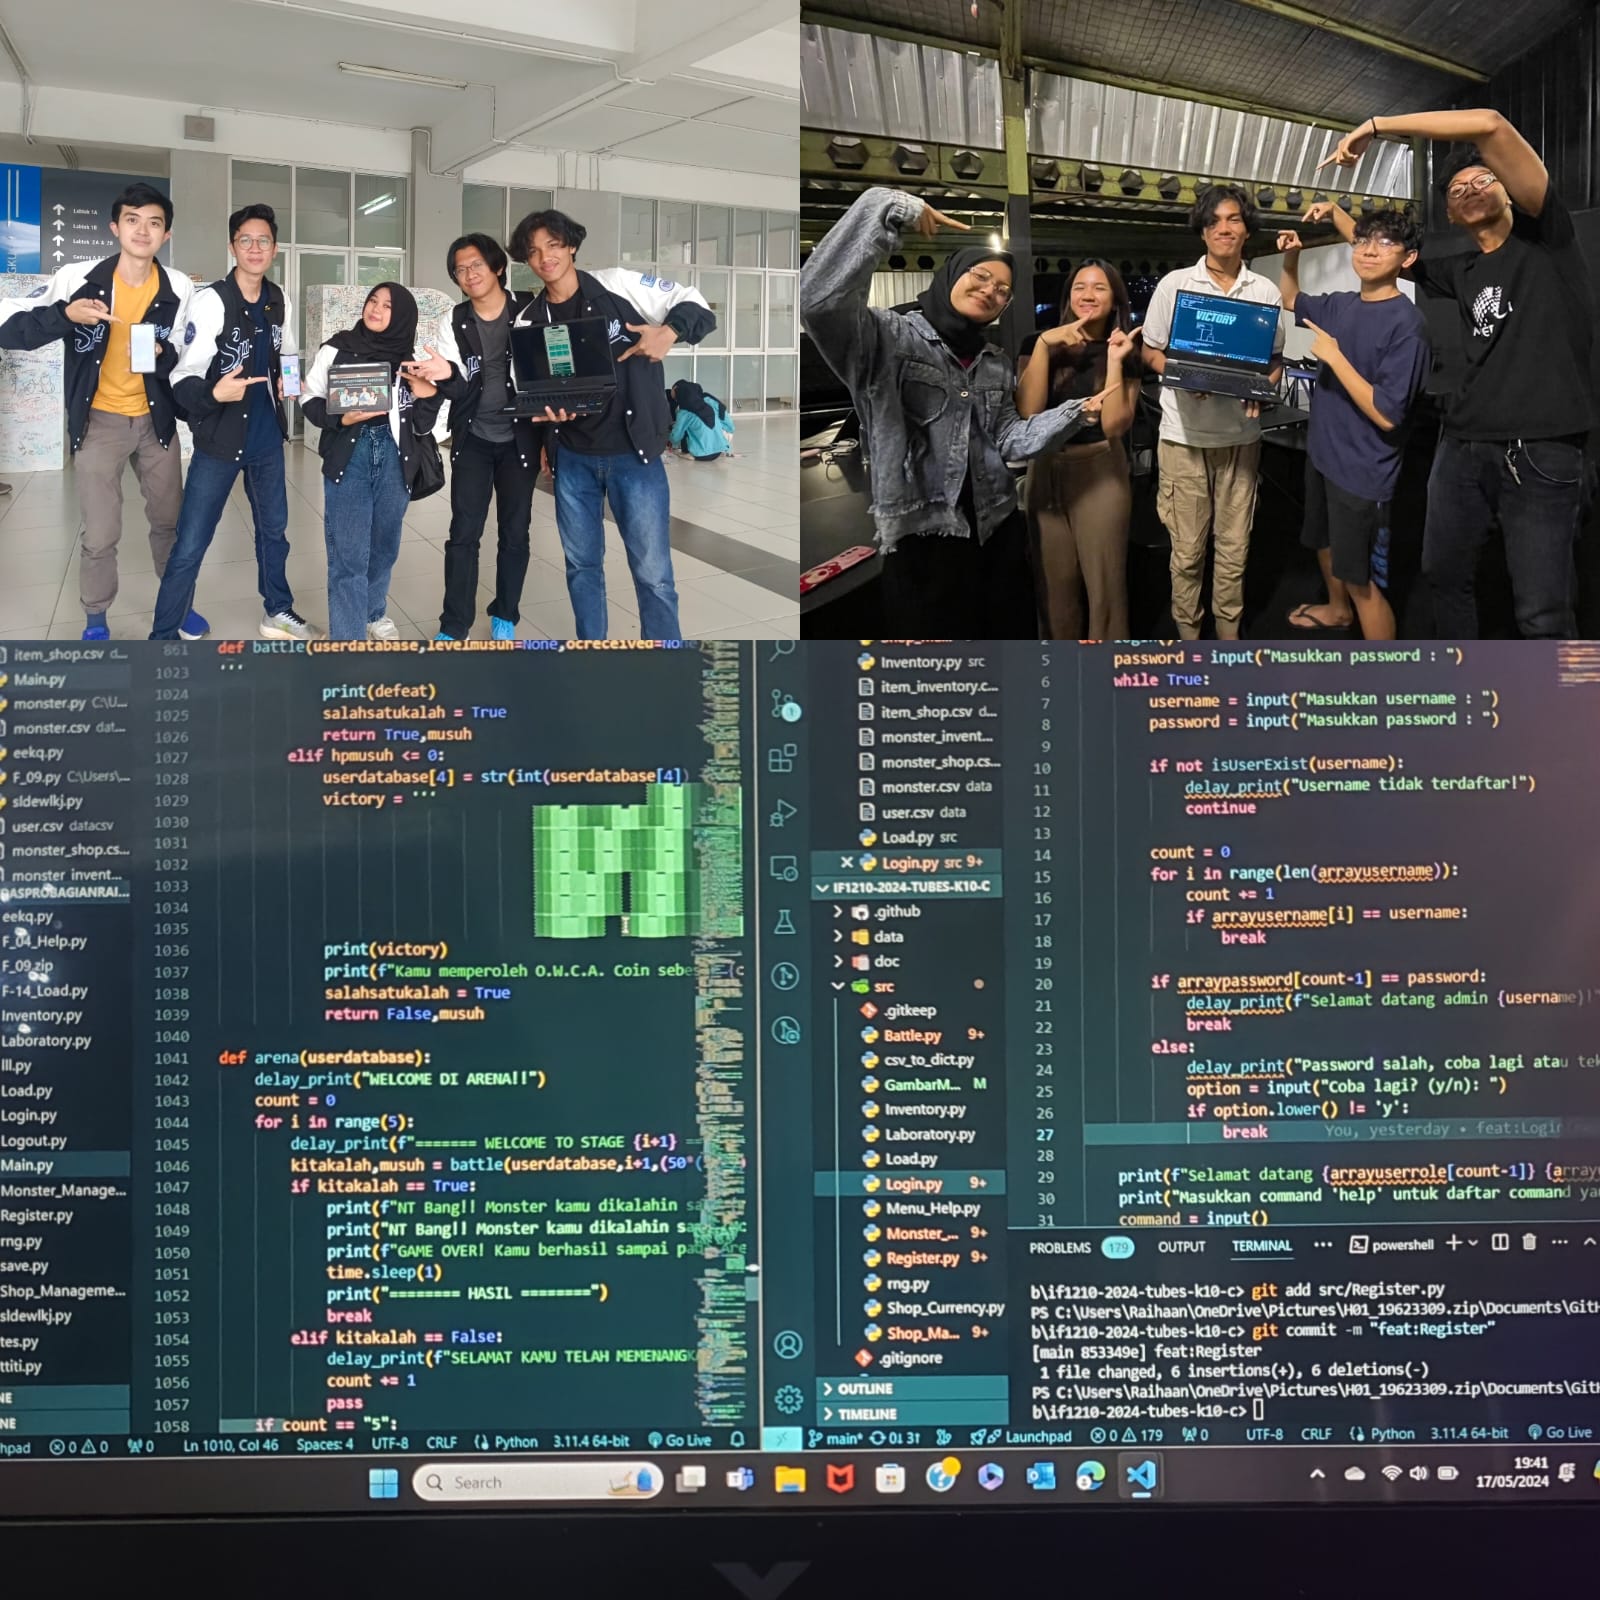 Labtek 1A
Labtek 1B
Labtek 2A & 2B
VICTORY
item_shop.csv d...
Main.py
monster.py C:\U...
monster.csv dat...
eekq.py
F_09.py C:\Users\...
sldewlkj.py
user.csv datacsv
monster_shop.cs...
monster_invent...
DASPROBAGIANRAI...
eekq.py
F_04_Help.py
F_09.zip
F-14_Load.py
Inventory.py
Laboratory.py
lll.py
Load.py
Login.py
Logout.py
Main.py
Monster_Manage...
Register.py
rng.py
save.py
Shop_Manageme...
sldewlkj.py
tes.py
ttiti.py
861 def battle(userdatabase,levelmusuh=None,ocreceived=None
1023 '''
1024 print(defeat)
1025 salahsatukalah = True
1026 return True,musuh
1027 elif hpmusuh <= 0:
1028 userdatabase[4] = str(int(userdatabase[4])
1029 victory = '''
1030
1031
1032
1033
1034
1035
1036 print(victory)
1037 print(f"Kamu memperoleh O.W.C.A. Coin sebe
1038 salahsatukalah = True
1039 return False,musuh
1040
1041 def arena(userdatabase):
1042 delay_print("WELCOME DI ARENA!!")
1043 count = 0
1044 for i in range(5):
1045 delay_print(f"======= WELCOME TO STAGE {i+1}
1046 kitakalah,musuh = battle(userdatabase,i+1,(50*(
1047 if kitakalah == True:
1048 print(f"NT Bang!! Monster kamu dikalahin sa
1049 print("NT Bang!! Monster kamu dikalahin s
1050 print(f"GAME OVER! Kamu berhasil sampai pa
1051 time.sleep(1)
1052 print("======== HASIL ========")
1053 break
1054 elif kitakalah == False:
1055 delay_print(f"SELAMAT KAMU TELAH MEMENANGK
1056 count += 1
1057 pass
1058 if count == "5":
hpad 0 0 0 Ln 1010, Col 46 Spaces: 4 UTF-8 CRLF Python 3.11.4 64-bit Go Live
Inventory.py src
item_inventory.c...
item_shop.csv d...
monster_invent...
monster_shop.cs...
monster.csv data
user.csv data
Load.py src
Login.py src 9+
IF1210-2024-TUBES-K10-C
.github
data
doc
src
.gitkeep
Battle.py 9+
csv_to_dict.py
GambarM... M
Inventory.py
Laboratory.py
Load.py
Login.py 9+
Menu_Help.py
Monster_... 9+
Register.py 9+
rng.py
Shop_Currency.py
Shop_Ma... 9+
.gitignore
OUTLINE
TIMELINE
5 password = input("Masukkan password : ")
6 while True:
7 username = input("Masukkan username : ")
8 password = input("Masukkan password : ")
9
10 if not isUserExist(username):
11 delay_print("Username tidak terdaftar!")
12 continue
13
14 count = 0
15 for i in range(len(arrayusername)):
16 count += 1
17 if arrayusername[i] == username:
18 break
19
20 if arraypassword[count-1] == password:
21 delay_print(f"Selamat datang admin {username}!"
22 break
23 else:
24 delay_print("Password salah, coba lagi atau tek
25 option = input("Coba lagi? (y/n): ")
26 if option.lower() != 'y':
27 break You, yesterday • feat:Login
28
29 print(f"Selamat datang {arrayuserrole[count-1]} {array
30 print("Masukkan command 'help' untuk daftar command ya
31 command = input()
PROBLEMS 179 OUTPUT TERMINAL ... powershell
b\if1210-2024-tubes-k10-c> git add src/Register.py
PS C:\Users\Raihaan\OneDrive\Pictures\H01_19623309.zip\Documents\GitH
b\if1210-2024-tubes-k10-c> git commit -m "feat:Register"
[main 853349e] feat:Register
1 file changed, 6 insertions(+), 6 deletions(-)
PS C:\Users\Raihaan\OneDrive\Pictures\H01_19623309.zip\Documents\GitH
b\if1210-2024-tubes-k10-c>
main* 0↓ 3↑ Launchpad 0 179 0 UTF-8 CRLF Python 3.11.4 64-bit Go Live
Search
19:41
17/05/2024